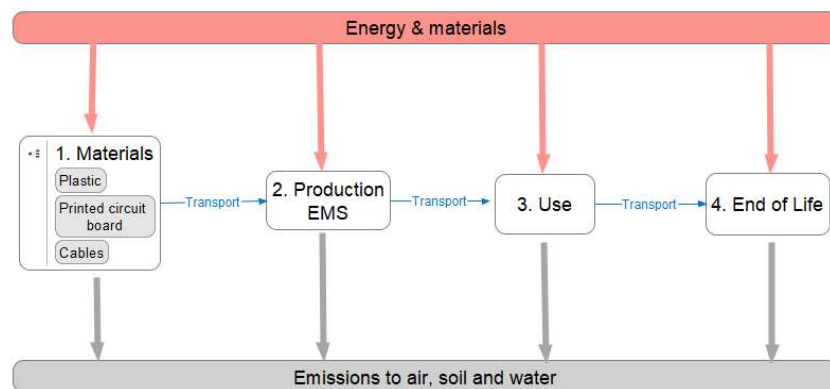 Energy & materials
1. Materials
Plastic
Printed circuit
board
Cables
Transport
2. Production
EMS
Transport
3. Use
Transport
4. End of Life
Emissions to air, soil and water